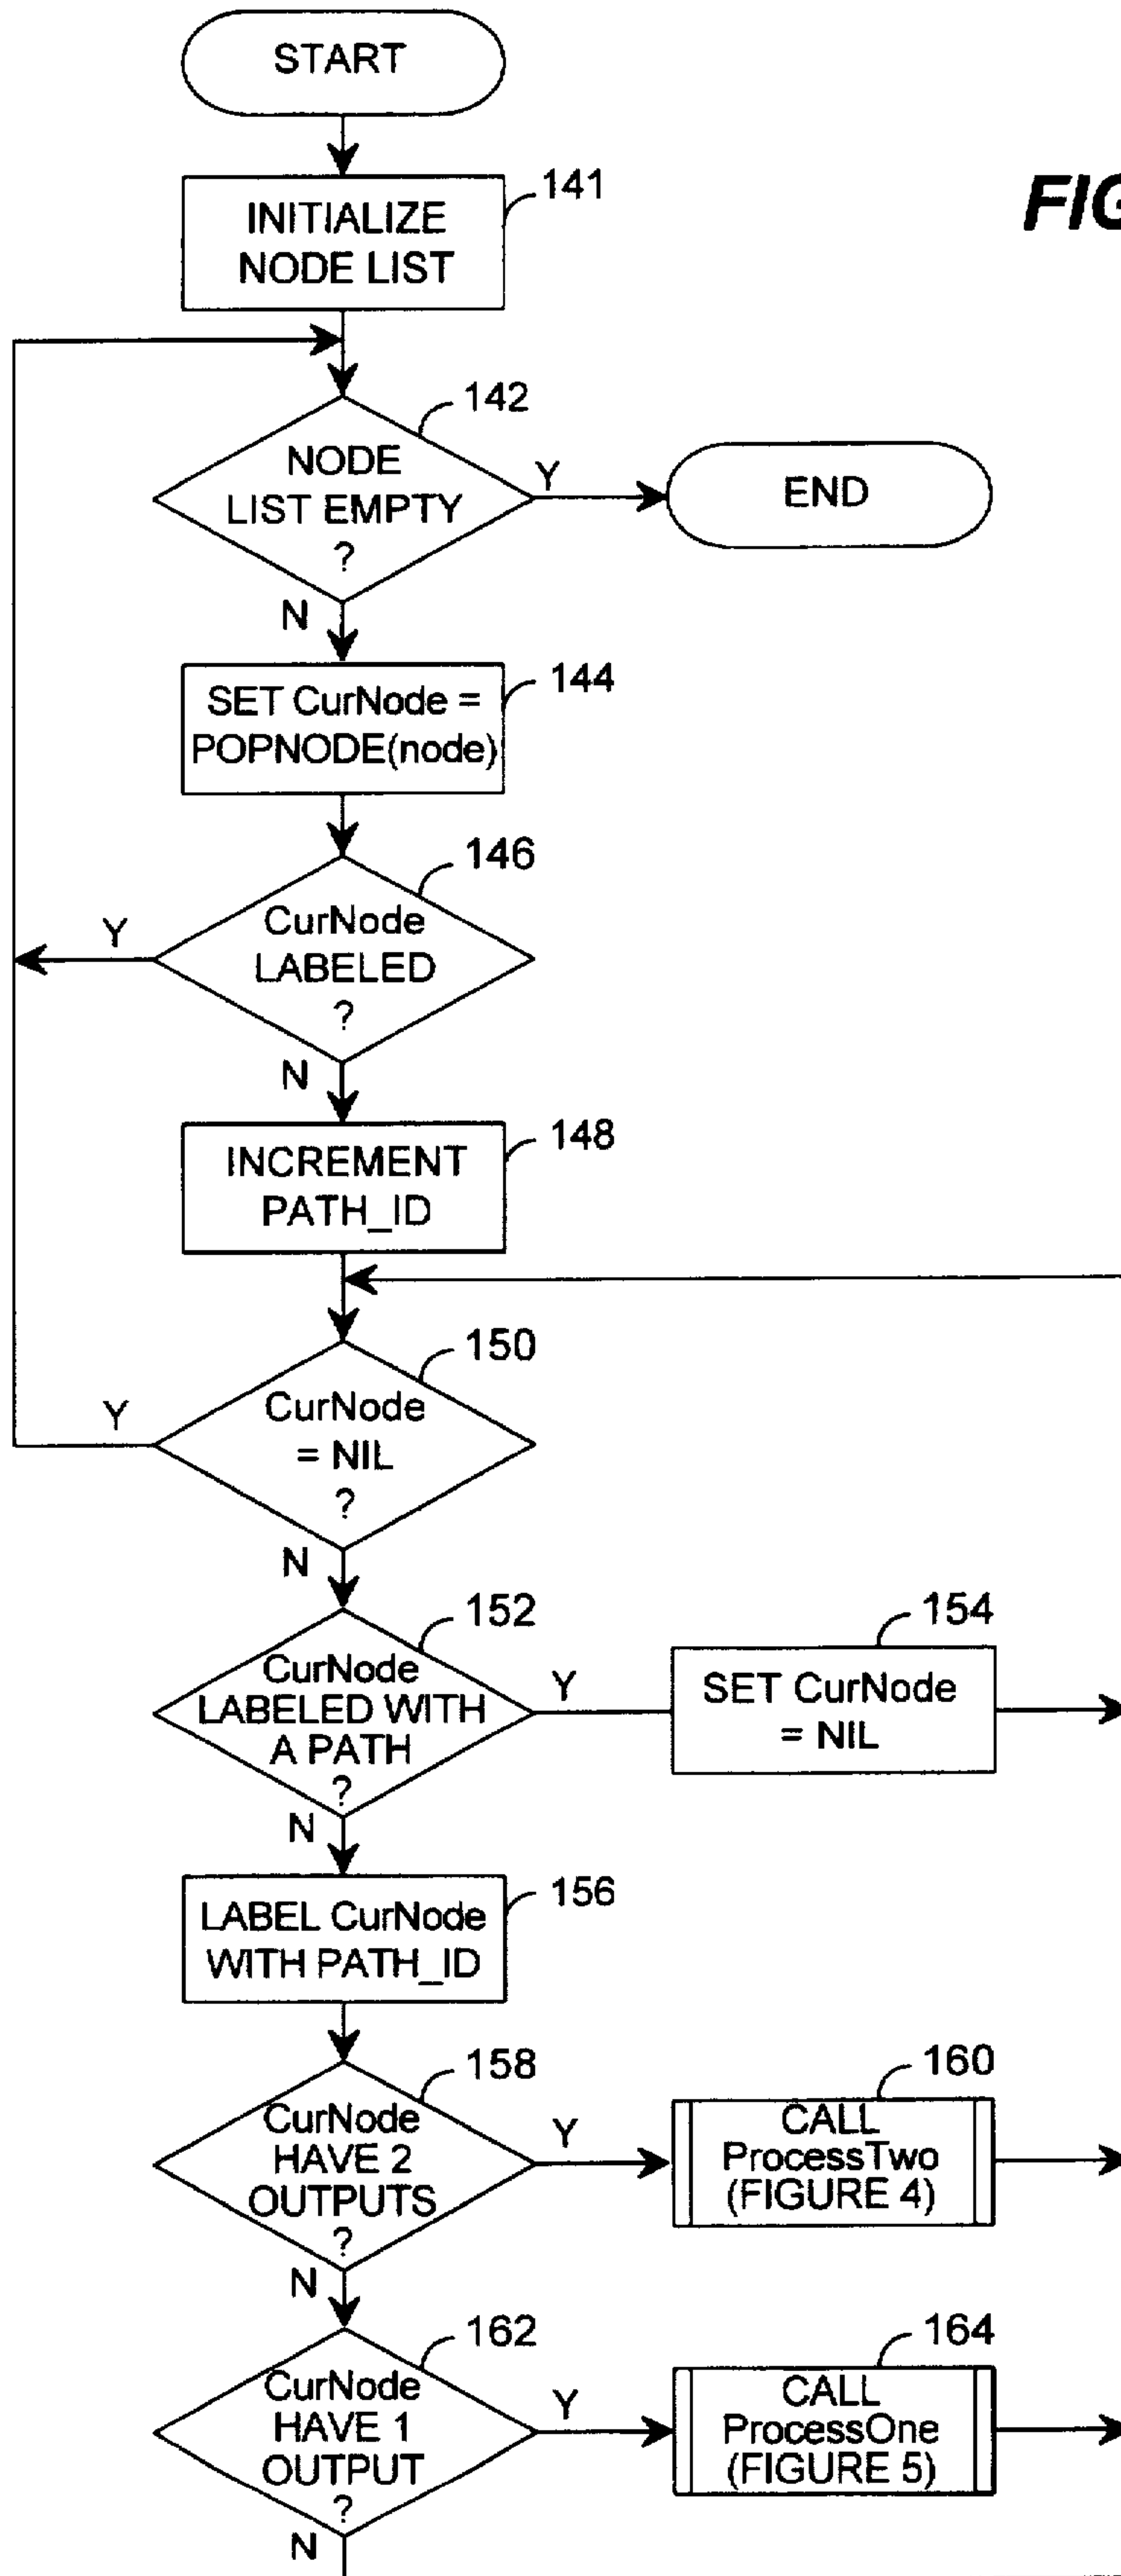 START
141
INITIALIZE
NODE LIST
FIG
142
NODE
LIST EMPTY
?
Y
END
N
144
SET CurNode =
POPNODE(node)
146
CurNode
LABELED
?
Y
N
148
INCREMENT
PATH_ID
150
CurNode
= NIL
?
Y
N
152
CurNode
LABELED WITH
A PATH
?
Y
154
SET CurNode
= NIL
N
156
LABEL CurNode
WITH PATH_ID
158
CurNode
HAVE 2
OUTPUTS
?
Y
160
CALL
ProcessTwo
(FIGURE 4)
N
162
CurNode
HAVE 1
OUTPUT
?
Y
164
CALL
ProcessOne
(FIGURE 5)
N